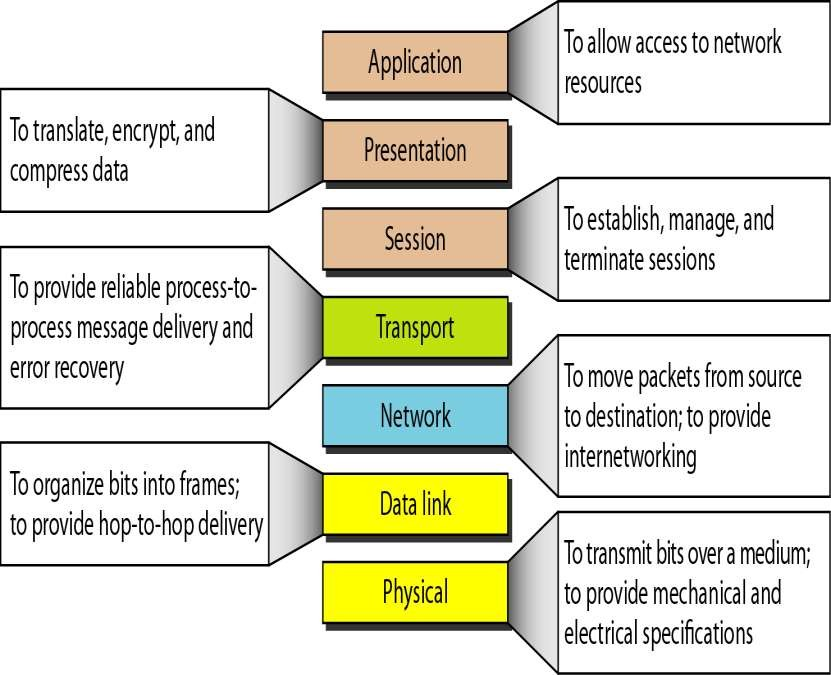 Application
To allow access to network
resources
To translate, encrypt, and
compress data
Presentation
Session
To establish, manage, and
terminate sessions
To provide reliable process-to-
process message delivery and
error recovery
Transport
Network
To move packets from source
to destination; to provide
internetworking
To organize bits into frames;
to provide hop-to-hop delivery
Data link
Physical
To transmit bits over a medium;
to provide mechanical and
electrical specifications